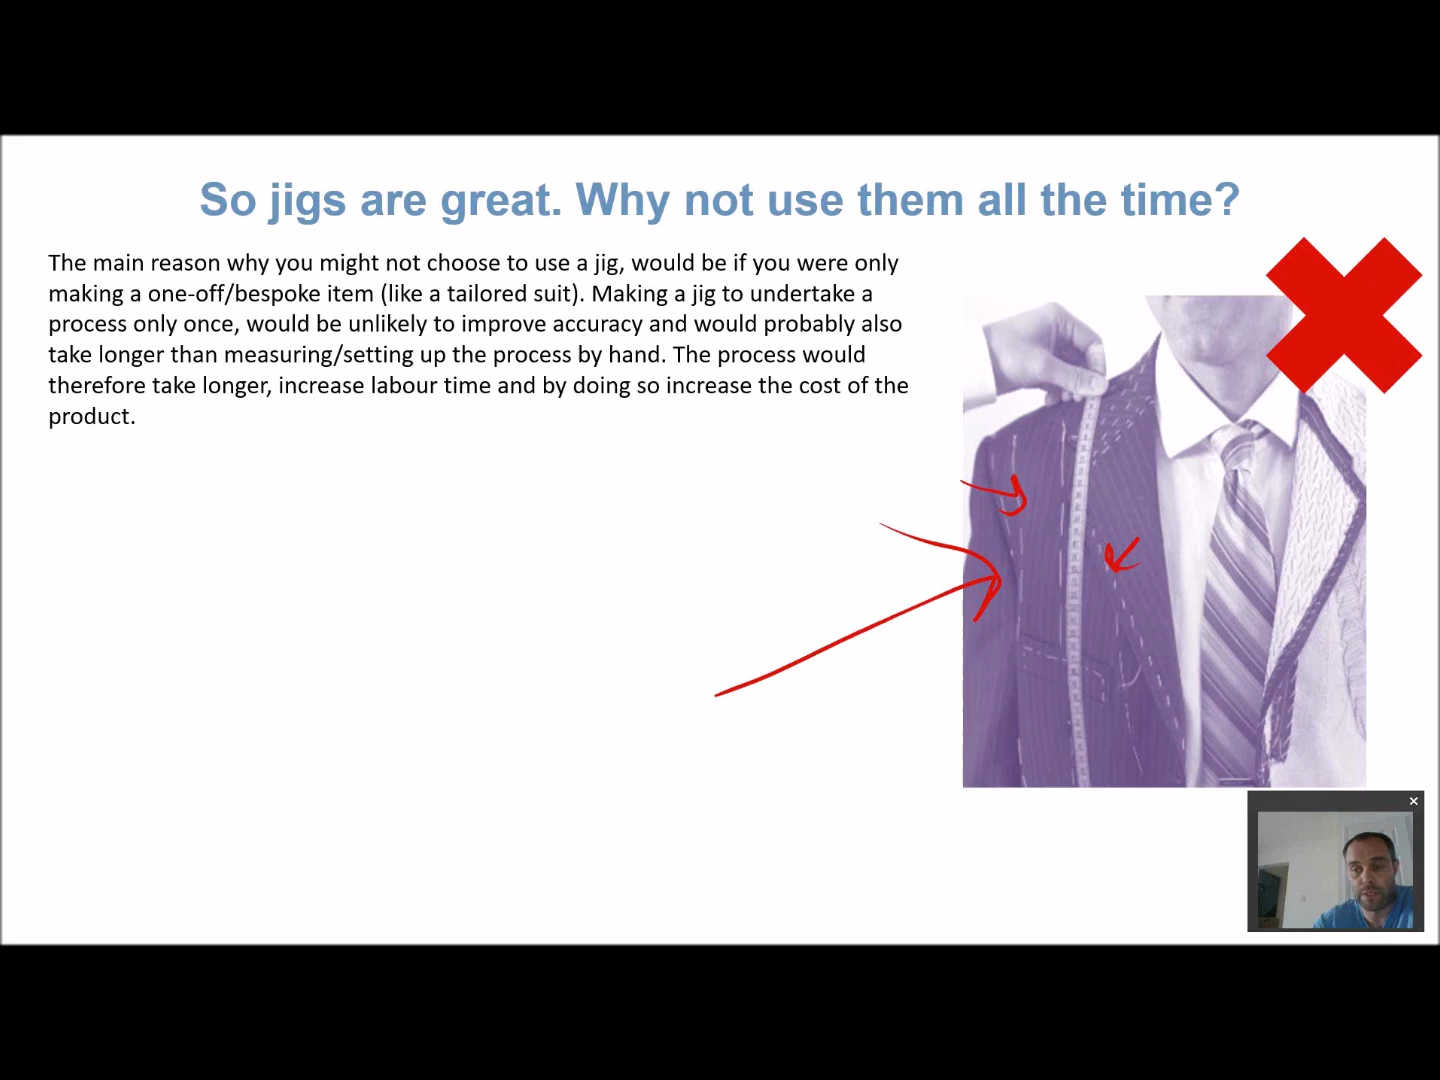 So jigs are great. Why not use them all the time?
The main reason why you might not choose to use a jig, would be if you were only
making a one-off/bespoke item (like a tailored suit). Making a jig to undertake a
process only once, would be unlikely to improve accuracy and would probably also
take longer than measuring/setting up the process by hand. The process would
therefore take longer, increase labour time and by doing so increase the cost of the
product.